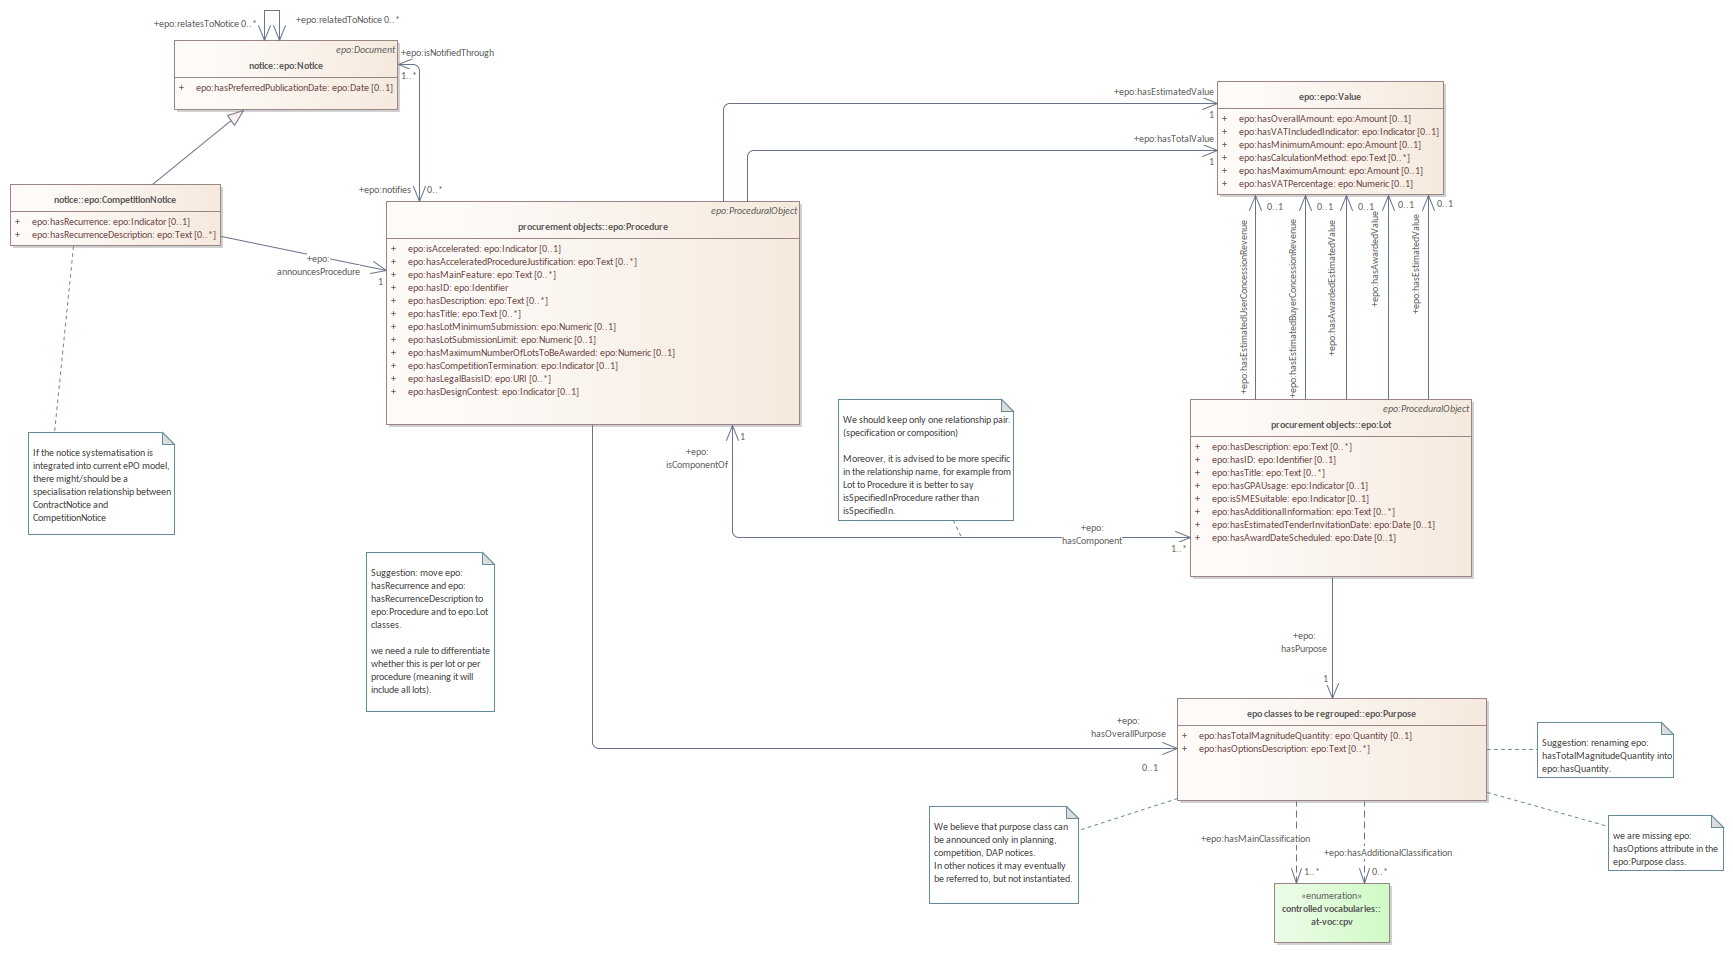 +epo:relatesToNotice 0..*
+epo:relatedToNotice 0..*
epo:Document
notice::epo:Notice
+ epo:hasPreferredPublicationDate: epo:Date [0..1]
+epo:isNotifiedThrough
1..*
+epo:notifies
0..*
notice::epo:CompetitionNotice
+ epo:hasRecurrence: epo:Indicator [0..1]
+ epo:hasRecurrenceDescription: epo:Text [0..*]
+epo:
announcesProcedure
1
epo:ProceduralObject
procurement objects::epo:Procedure
+ epo:isAccelerated: epo:Indicator [0..1]
+ epo:hasAcceleratedProcedureJustification: epo:Text [0..*]
+ epo:hasMainFeature: epo:Text [0..*]
+ epo:hasID: epo:Identifier
+ epo:hasDescription: epo:Text [0..*]
+ epo:hasTitle: epo:Text [0..*]
+ epo:hasLotMinimumSubmission: epo:Numeric [0..1]
+ epo:hasLotSubmissionLimit: epo:Numeric [0..1]
+ epo:hasMaximumNumberOfLotsToBeAwarded: epo:Numeric [0..1]
+ epo:hasCompetitionTermination: epo:Indicator [0..1]
+ epo:hasLegalBasisID: epo:URI [0..*]
+ epo:hasDesignContest: epo:Indicator [0..1]
+epo:hasEstimatedValue
1
+epo:hasTotalValue
1
epo::epo:Value
+ epo:hasOverallAmount: epo:Amount [0..1]
+ epo:hasVATIncludedIndicator: epo:Indicator [0..1]
+ epo:hasMinimumAmount: epo:Amount [0..1]
+ epo:hasCalculationMethod: epo:Text [0..*]
+ epo:hasMaximumAmount: epo:Amount [0..1]
+ epo:hasVATPercentage: epo:Numeric [0..1]
0..1
0..1
0..1
0..1
0..1
+epo:hasEstimatedUserConcessionRevenue
+epo:hasEstimatedBuyerConcessionRevenue
+epo:hasAwardedEstimatedValue
+epo:hasAwardedValue
+epo:hasEstimatedValue
epo:ProceduralObject
procurement objects::epo:Lot
+ epo:hasDescription: epo:Text [0..*]
+ epo:hasID: epo:Identifier [0..1]
+ epo:hasTitle: epo:Text [0..*]
+ epo:hasGPAUsage: epo:Indicator [0..1]
+ epo:isSMESuitable: epo:Indicator [0..1]
+ epo:hasAdditionalInformation: epo:Text [0..*]
+ epo:hasEstimatedTenderInvitationDate: epo:Date [0..1]
+ epo:hasAwardDateScheduled: epo:Date [0..1]
We should keep only one relationship pair.
(specification or composition)
Moreover, it is advised to be more specific
in the relationship name, for example from
Lot to Procedure it is better to say
isSpecifiedInProcedure rather than
isSpecifiedIn.
1
+epo:
isComponentOf
+epo:
hasComponent
1..*
If the notice systematisation is
integrated into current ePO model,
there might/should be a
specialisation relationship between
ContractNotice and
CompetitionNotice
Suggestion: move epo:
hasRecurrence and epo:
hasRecurrenceDescription to
epo:Procedure and to epo:Lot
classes.
we need a rule to differentiate
whether this is per lot or per
procedure (meaning it will
include all lots).
+epo:
hasPurpose
1
+epo:
hasOverallPurpose
0..1
epo classes to be regrouped::epo:Purpose
+ epo:hasTotalMagnitudeQuantity: epo:Quantity [0..1]
+ epo:hasOptionsDescription: epo:Text [0..*]
Suggestion: renaming epo:
hasTotalMagnitudeQuantity into
epo:hasQuantity.
We believe that purpose class can
be announced only in planning,
competition, DAP notices.
In other notices it may eventually
be referred to, but not instantiated.
we are missing epo:
hasOptions attribute in the
epo:Purpose class.
+epo:hasMainClassification
+epo:hasAdditionalClassification
1..*
0..*
«enumeration»
controlled vocabularies::
at-voc:cpv